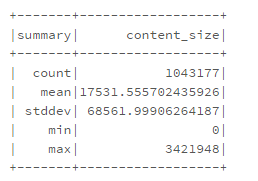 +-------+------------------+
|summary|      content_size|
+-------+------------------+
|  count|           1043177|
|   mean|17531.555702435926|
| stddev| 68561.99906264187|
|    min|                 0|
|    max|           3421948|
+-------+------------------+